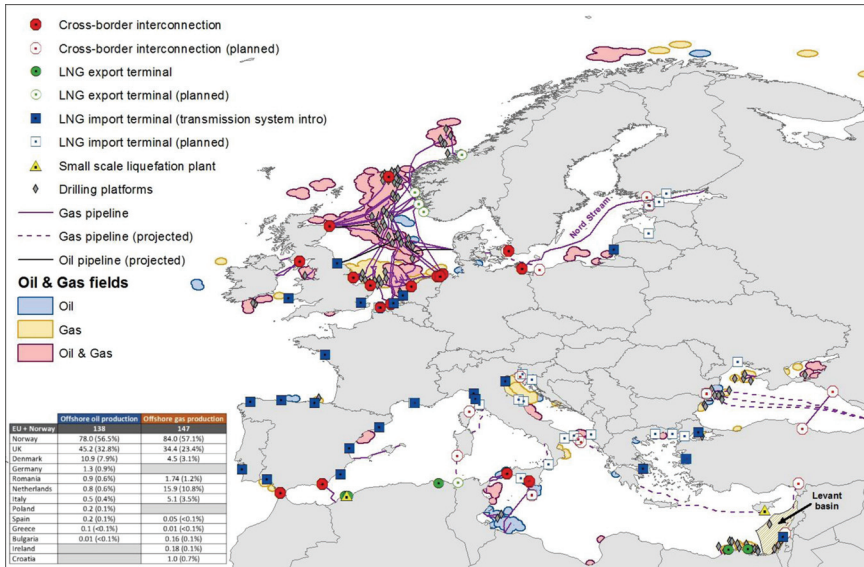 Cross-border interconnection
Cross-border interconnection (planned)
LNG export terminal
LNG export terminal (planned)
LNG import terminal (transmission system intro)
LNG import terminal (planned)
Small scale liquefation plant
Drilling platforms
Gas pipeline
Gas pipeline (projected)
Oil pipeline (projected)
Oil & Gas fields
Oil
Gas
Oil & Gas
Nord Stream.
Levant
basin
Offshore oil production Offshore gas production
EU + Norway 138 147
Norway 78.0 (56.5%) 84.0 (57.1%)
UK 45.2 (32.8%) 34.4 (23.4%)
Denmark 10.9 (7.9%) 4.5 (3.1%)
Germany 1.3 (0.9%)
Romania 0.9 (0.6%) 1.74 (1.2%)
Netherlands 0.8 (0.6%) 15.9 (10.8%)
Italy 0.5 (0.4%) 5.1 (3.5%)
Poland 0.2 (0.1%)
Spain 0.2 (0.1%) 0.05 (<0.1%)
Greece 0.1 (<0.1%) 0.01 (<0.1%)
Bulgaria 0.01 (<0.1%) 0.16 (0.1%)
Ireland 0.18 (0.1%)
Croatia 1.0 (0.7%)